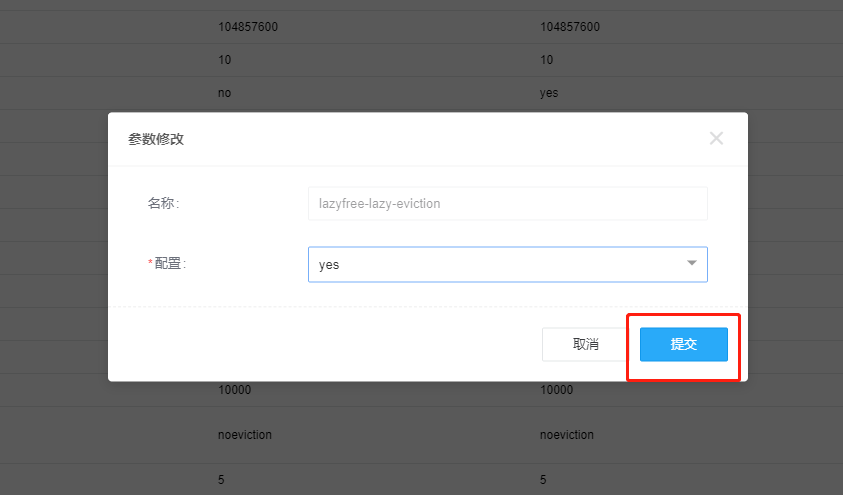 104857600 104857600
10 10
no yes
参数修改
名称:
lazyfree-lazy-eviction
*配置:
yes
取消 提交
10000 10000
noeviction noeviction
5 5